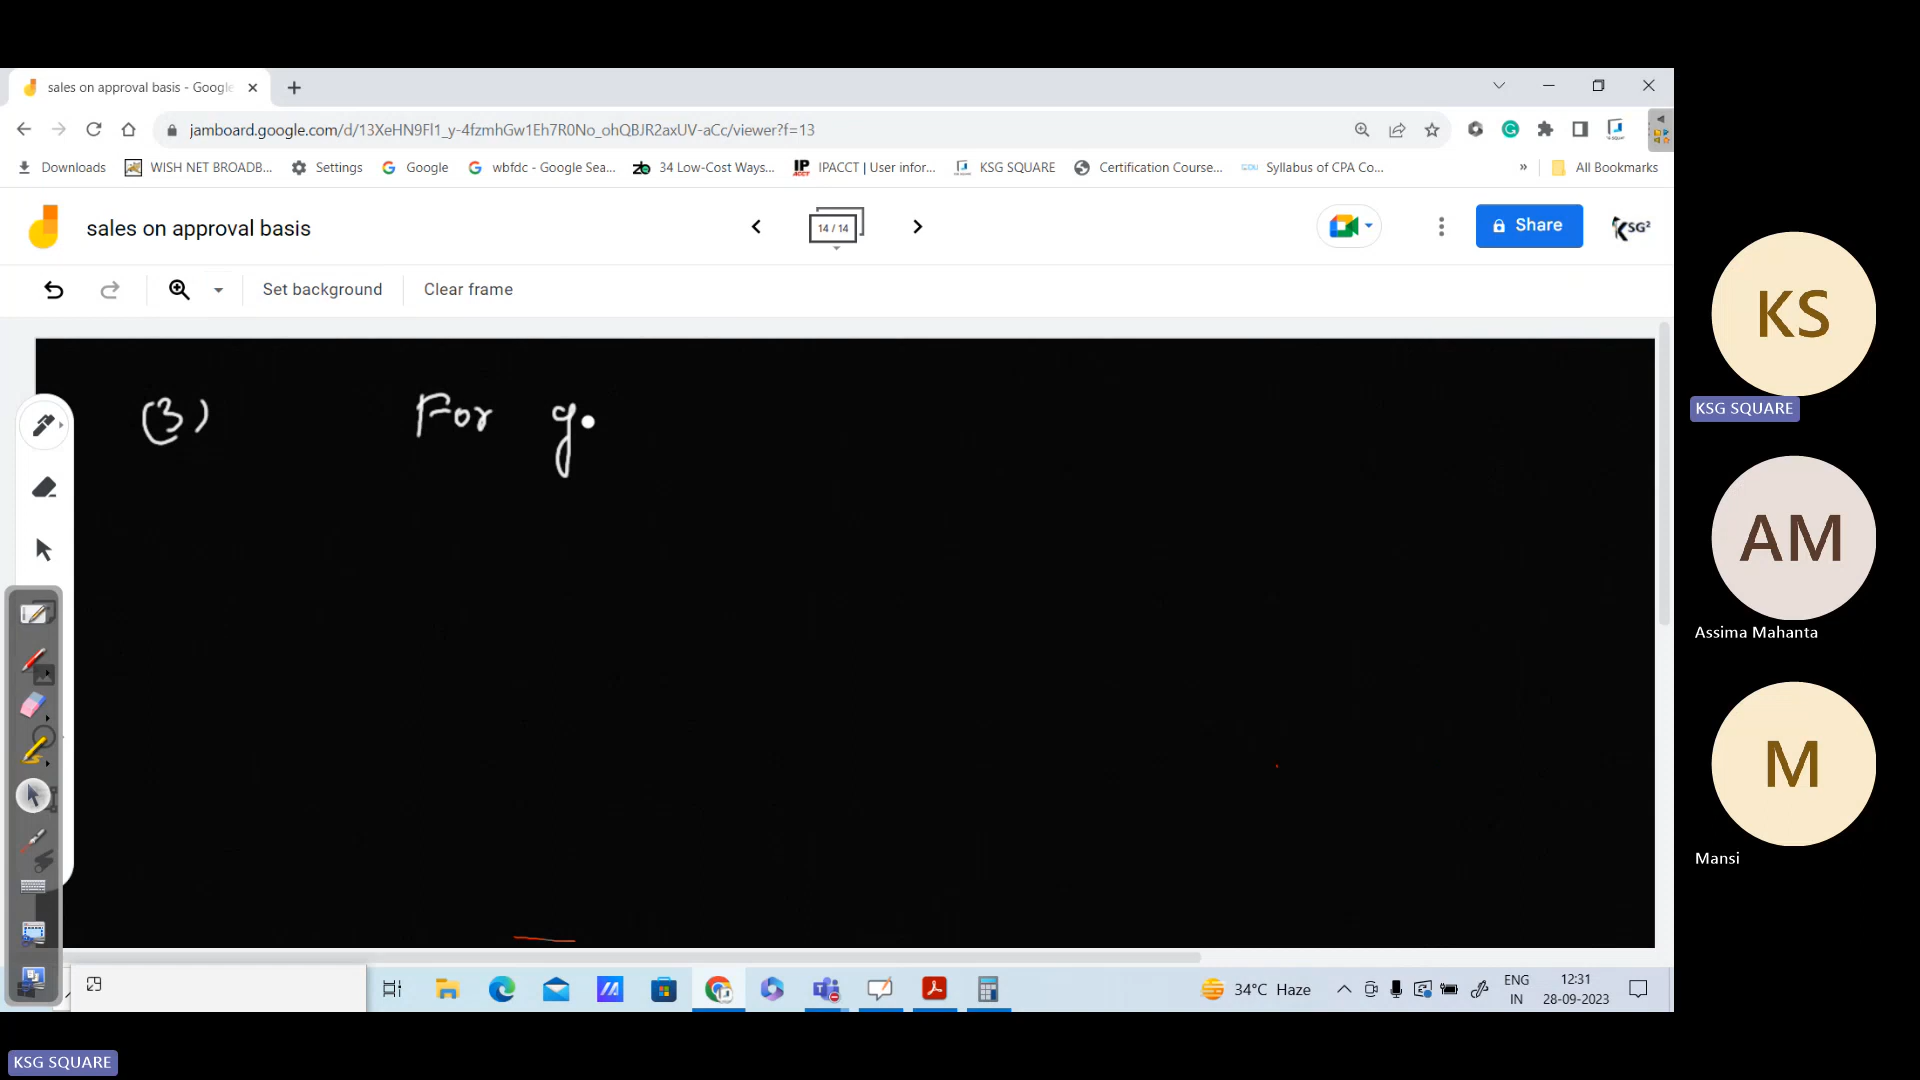 sales on approval basis - Google
jamboard.google.com/d/13XeHN9Fl1_y-4fzmhGw1Eh7R0No_ohQBJR2axUV-aCc/viewer?f=13
Downloads WISH NET BROADB... Settings Google wbfdc - Google Sea... 34 Low-Cost Ways... IPACCT | User infor... KSG SQUARE Certification Course... Syllabus of CPA Co... » All Bookmarks
sales on approval basis 14 / 14 Share KSG²
Set background Clear frame
(3) For g
KS
KSG SQUARE
AM
Assima Mahanta
M
Mansi
34°C Haze ENG IN 12:31 28-09-2023
KSG SQUARE